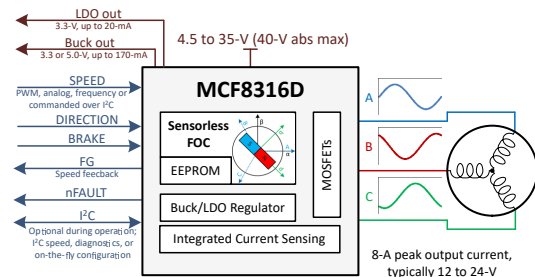 LDO out
3.3-V, up to 20-mA
Buck out
3.3 or 5.0-V, up to 170-mA
4.5 to 35-V (40-V abs max)
SPEED
PWM, analog, frequency or
commanded over I²C
DIRECTION
BRAKE
FG
Speed feedback
nFAULT
I²C
Optional during operation;
I²C speed, diagnostics, or
on-the-fly configuration
MCF8316D
Sensorless
FOC
EEPROM
β
A
α
S
N
MOSFETs
Buck/LDO Regulator
Integrated Current Sensing
A
B
C
8-A peak output current,
typically 12 to 24-V